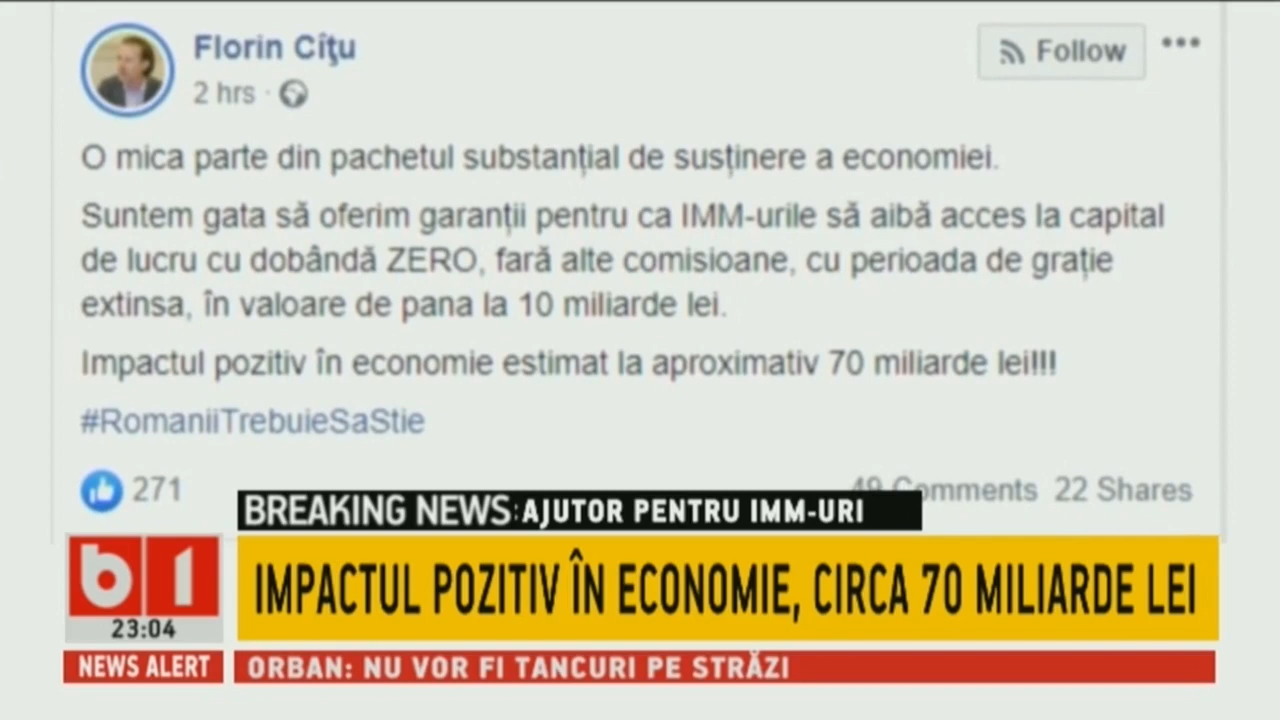 Florin Cîţu
2 hrs ·
Follow
O mica parte din pachetul substanțial de susținere a economiei.
Suntem gata să oferim garanții pentru ca IMM-urile să aibă acces la capital
de lucru cu dobândă ZERO, fară alte comisioane, cu perioada de grație
extinsa, în valoare de pana la 10 miliarde lei.
Impactul pozitiv în economie estimat la aproximativ 70 miliarde lei!!!
#RomaniiTrebuieSaStie
271
49 Comments 22 Shares
BREAKING NEWS: AJUTOR PENTRU IMM-URI
b1
IMPACTUL POZITIV ÎN ECONOMIE, CIRCA 70 MILIARDE LEI
23:04
NEWS ALERT
ORBAN: NU VOR FI TANCURI PE STRĂZI